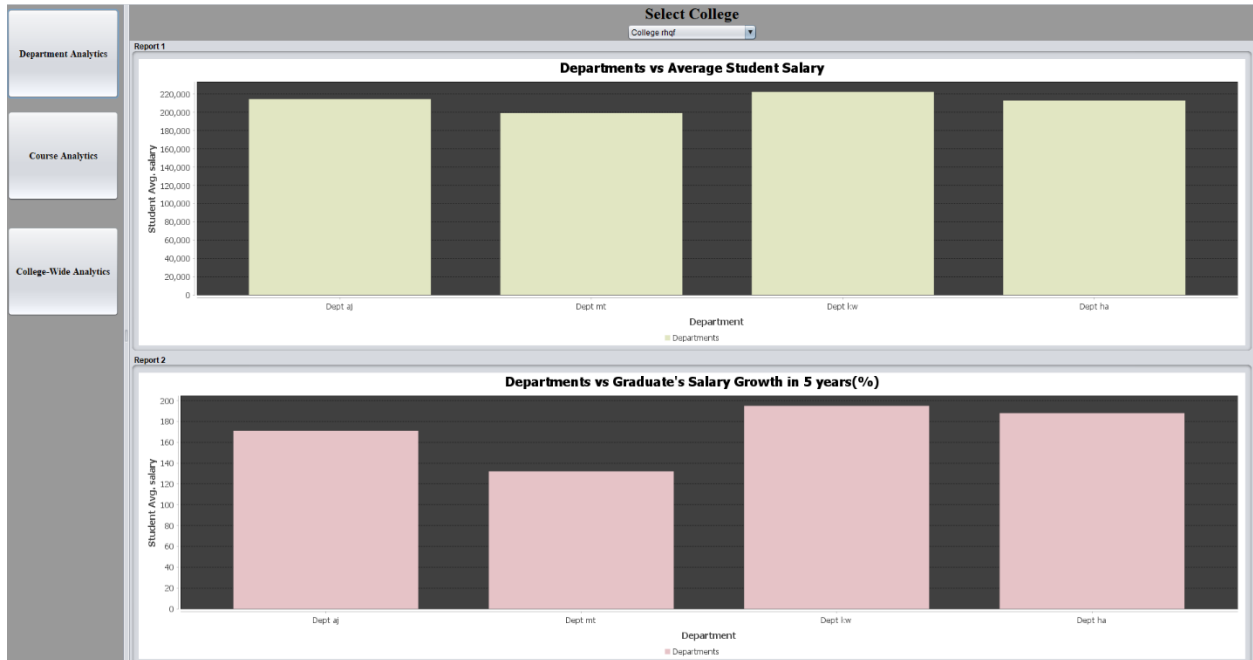 Select College
College rhqf
Department Analytics
Course Analytics
College-Wide Analytics
Report 1
Departments vs Average Student Salary
Student Avg. salary
220,000
200,000
180,000
160,000
140,000
120,000
100,000
80,000
60,000
40,000
20,000
0
Dept aj Dept mt Dept kw Dept ha
Department
Departments
Report 2
Departments vs Graduate's Salary Growth in 5 years(%)
Student Avg. salary
200
180
160
140
120
100
80
60
40
20
0
Dept aj Dept mt Dept kw Dept ha
Department
Departments